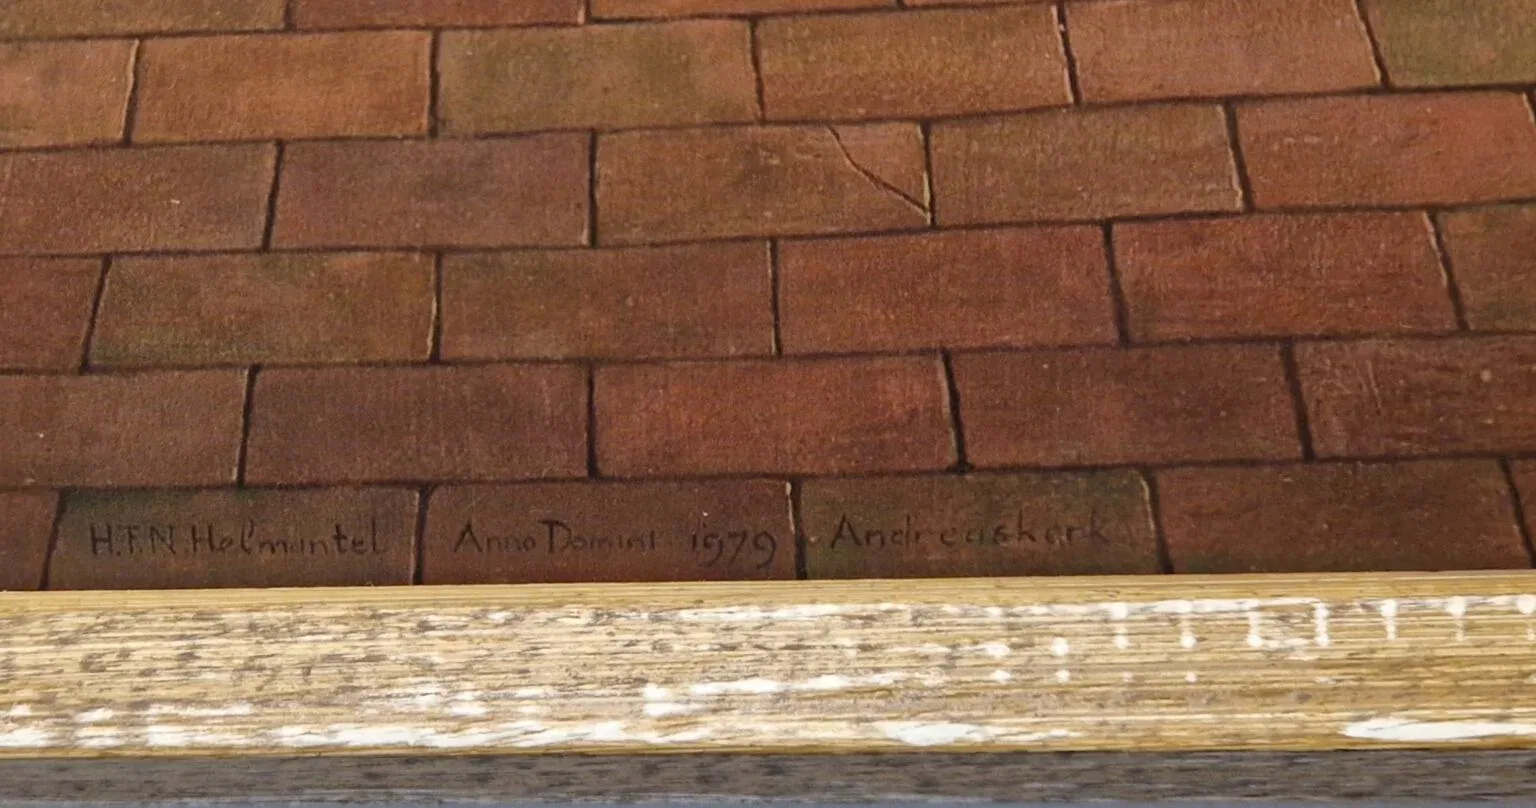 H.F.N. Helmantel Anno Domini 1979 Andreaskerk